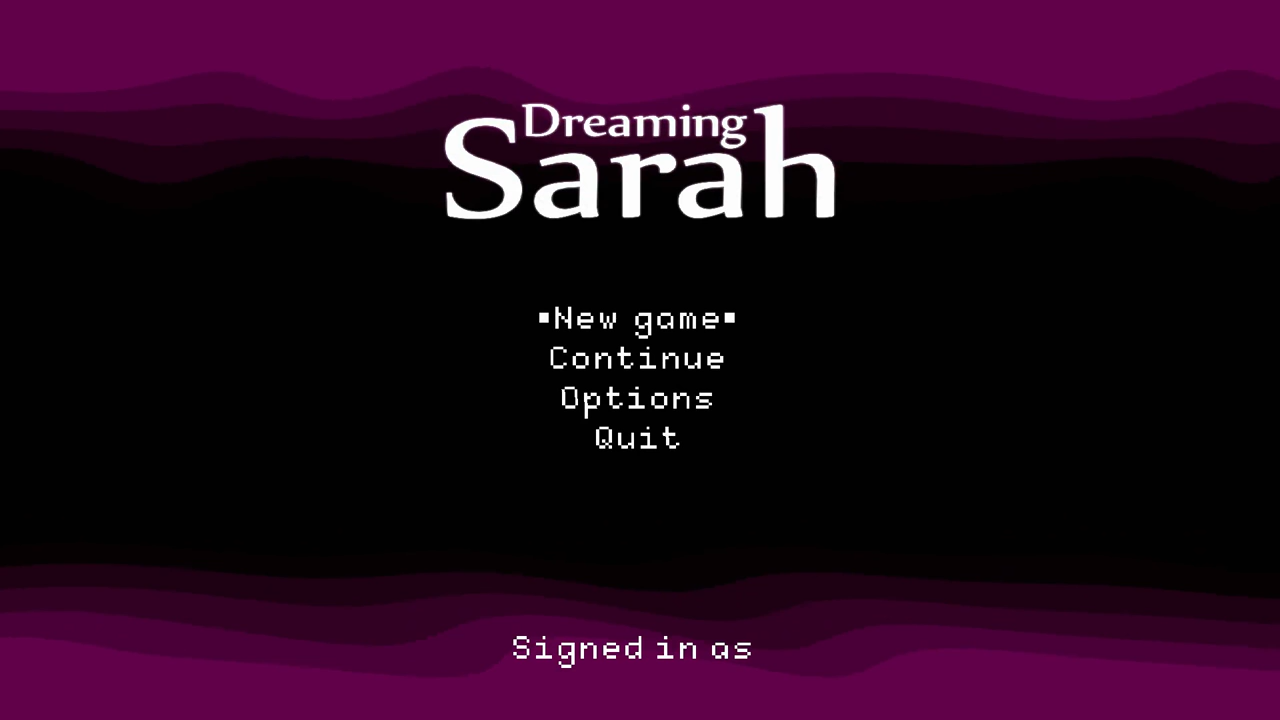 Dreaming
Sarah
▪New game▪
Continue
Options
Quit
Signed in as